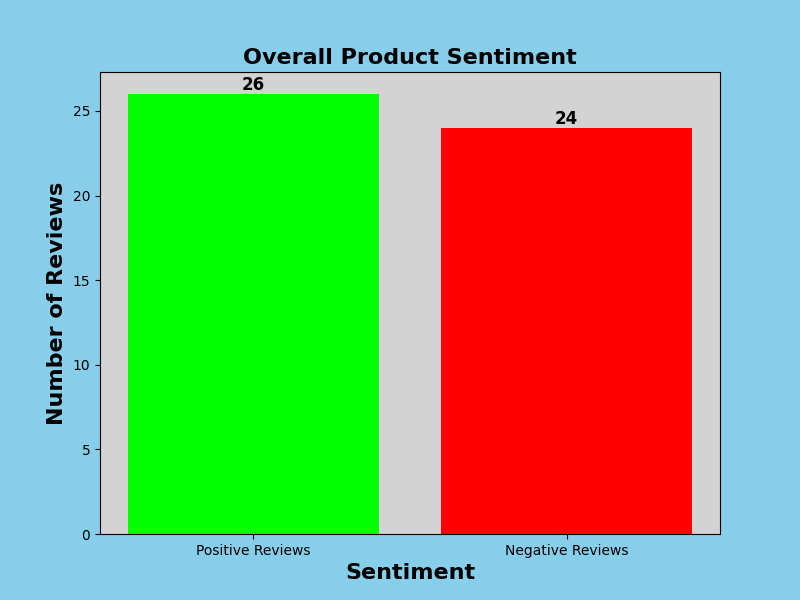 Overall Product Sentiment
26
24
25
20
15
10
5
0
Number of Reviews
Positive Reviews
Negative Reviews
Sentiment